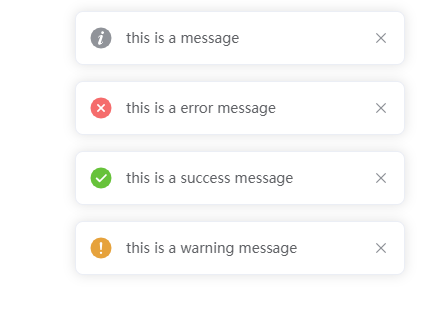 this is a message
this is a error message
this is a success message
this is a warning message